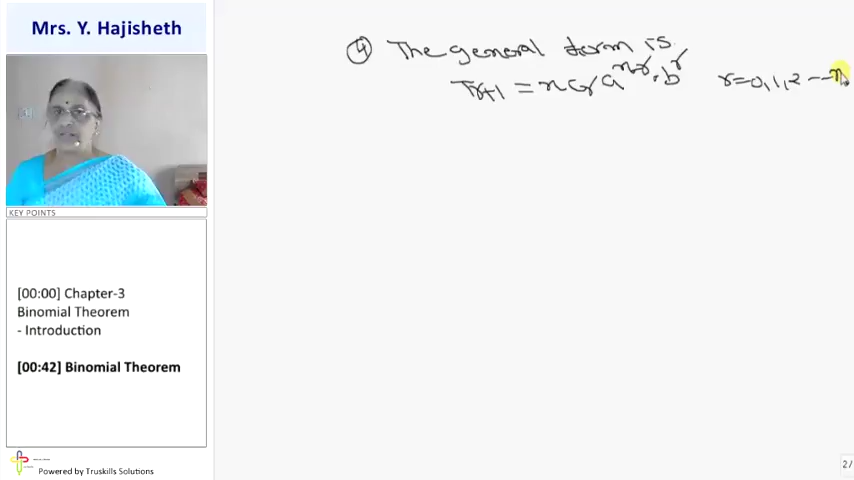 Mrs. Y. Hajisheth
KEY POINTS
[00:00] Chapter-3
Binomial Theorem
- Introduction
[00:42] Binomial Theorem
Powered by Truskills Solutions
④ The general term is
Tr+1 = nCr a^n-r . b^r r=0,1,2 --n
2/